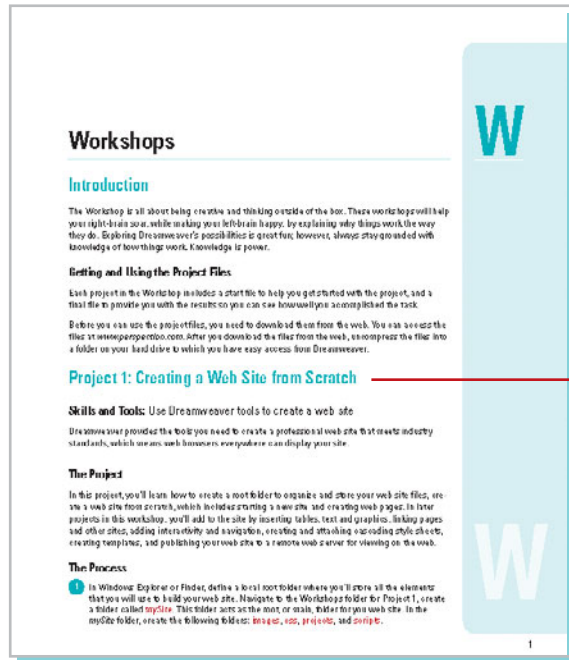 W
Workshops
Introduction
The Workshop is all about being creative and thinking outside of the box. These workshops will help
your right-brain soar, while making your left-brain happy, by explaining why things work the way
they do. Exploring Dreamweaver's possibilities is great fun; however, always stay grounded with
knowledge of how things work. Knowledge is power.
Getting and Using the Project Files
Each project in the Workshop includes a start file to help you get started with the project, and a
final file to provide you with the results so you can see how well you accomplished the task.
Before you can use the project files, you need to download them from the web. You can access the
files at www.perspection.com. After you download the files from the web, uncompress the files into
a folder on your hard drive to which you have easy access from Dreamweaver.
Project 1: Creating a Web Site from Scratch
Skills and Tools: Use Dreamweaver tools to create a web site
Dreamweaver provides the tools you need to create a professional web site that meets industry
standards, which means web browsers everywhere can display your site.
The Project
In this project, you'll learn how to create a root folder to organize and store your web site files, cre-
ate a web site from scratch, which includes starting a new site and creating web pages. In later
projects in this workshop, you'll add to the site by inserting tables, text and graphics, linking pages
and other sites, adding interactivity and navigation, creating and attaching cascading style sheets,
creating templates, and publishing your web site to a remote web server for viewing on the web.
The Process
1 In Windows Explorer or Finder, define a local root folder where you'll store all the elements
that you will use to build your web site. Navigate to the Workshops folder for Project 1, create
a folder called mySite. This folder acts as the root, or main, folder for you web site. In the
mySite folder, create the following folders: images, css, projects, and scripts.
W
1